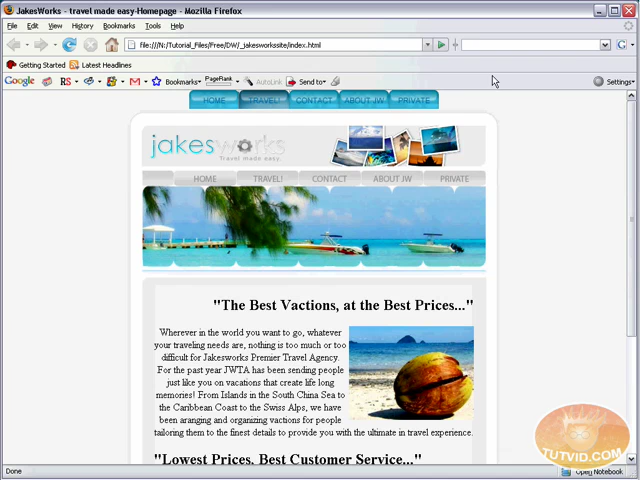 JakesWorks - travel made easy-Homepage - Mozilla Firefox
File Edit View History Bookmarks Tools Help
file:///N:/Tutorial_Files/Free/DW/_jakesworkssite/index.html
Getting Started Latest Headlines
Google Bookmarks PageRank AutoLink Send to Settings
HOME TRAVEL! CONTACT ABOUT JW PRIVATE
jakesworks
Travel made easy.
HOME TRAVEL! CONTACT ABOUT JW PRIVATE
"The Best Vactions, at the Best Prices..."
Wherever in the world you want to go, whatever
your traveling needs are, nothing is too much or too
difficult for Jakesworks Premier Travel Agency.
For the past year JWTA has been sending people
just like you on vacations that create life long
memories! From Islands in the South China Sea to
the Caribbean Coast to the Swiss Alps, we have
been aranging and organizing vactions for people
tailoring them to the finest details to provide you with the ultimate in travel experience.
"Lowest Prices, Best Customer Service..."
TUTVID.COM
Done Open Notebook